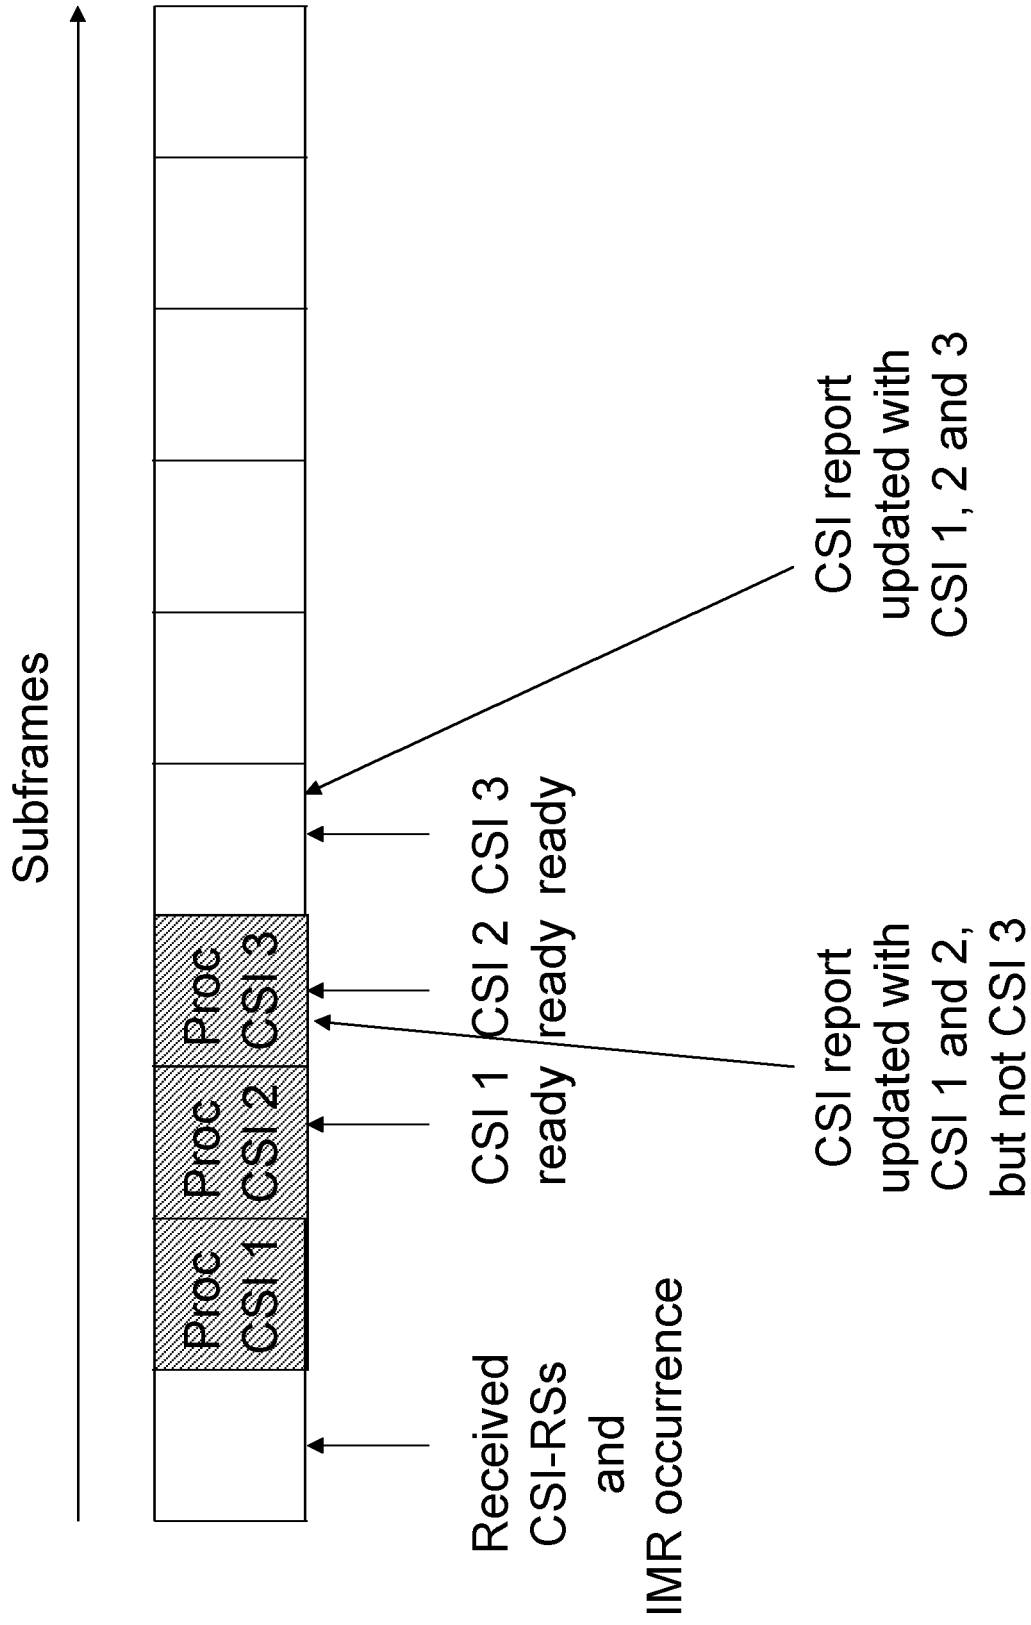 Subframes
Proc
CSI 1
Proc
CSI 2
Proc
CSI 3
Received
CSI-RSs
and
IMR occurrence
CSI 1
ready
CSI 2
ready
CSI 3
ready
CSI report
updated with
CSI 1 and 2,
but not CSI 3
CSI report
updated with
CSI 1, 2 and 3